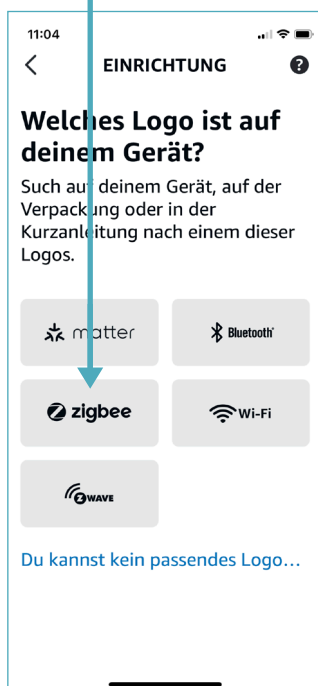 11:04
EINRICHTUNG ?
Welches Logo ist auf
deinem Gerät?
Such auf deinem Gerät, auf der
Verpackung oder in der
Kurzanleitung nach einem dieser
Logos.
matter
Bluetooth
zigbee
Wi-Fi
Z WAVE
Du kannst kein passendes Logo...